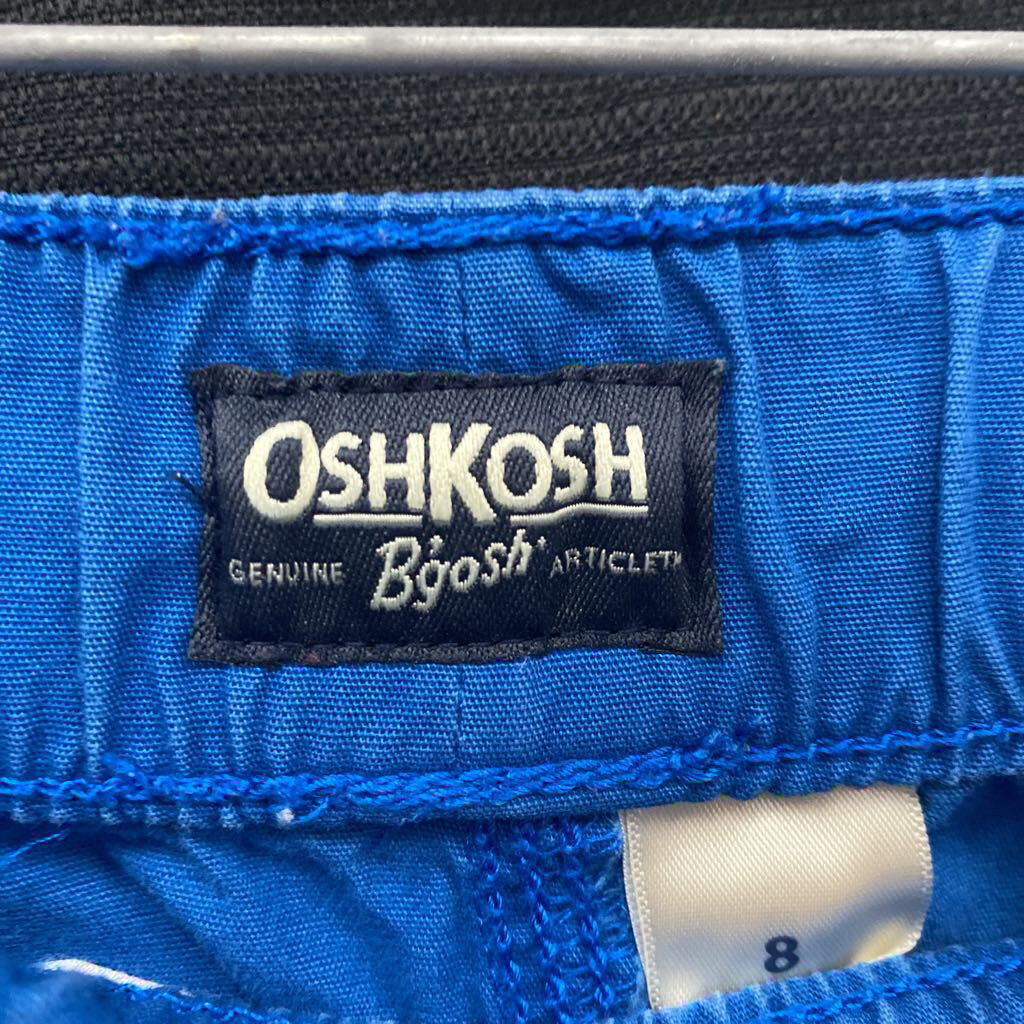 OSHKOSH
GENUINE B'gosh ARTICLE™
8